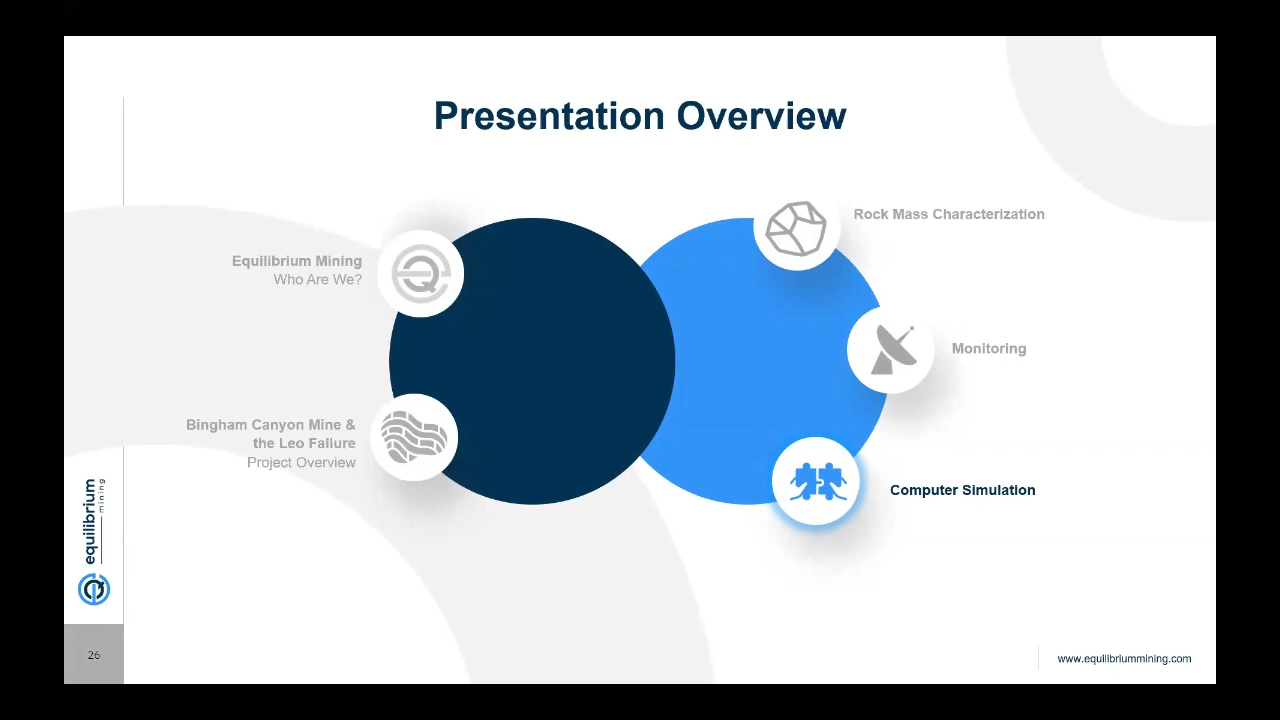 Presentation Overview
Equilibrium Mining
Who Are We?
Bingham Canyon Mine &
the Leo Failure
Project Overview
Rock Mass Characterization
Monitoring
Computer Simulation
equilibrium
mining
26
www.equilibriummining.com